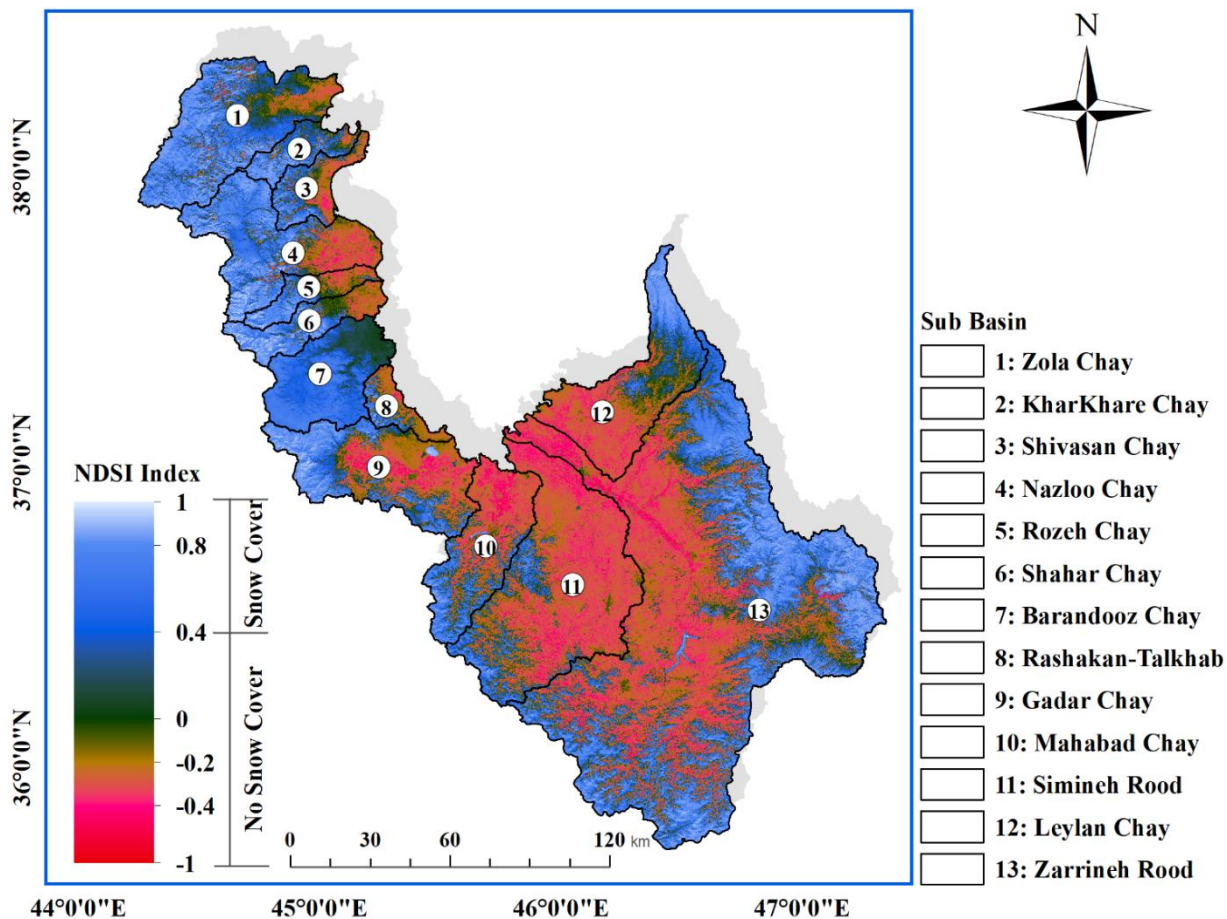 N
1
2
3
4
5
6
7
8
9
10
11
12
13
38°0'0"N
37°0'0"N
36°0'0"N
NDSI Index
1
0.8
0.4
0
-0.2
-0.4
-1
Snow Cover
No Snow Cover
0 30 60 120 km
44°0'0"E 45°0'0"E 46°0'0"E 47°0'0"E
Sub Basin
1: Zola Chay
2: KharKhare Chay
3: Shivasan Chay
4: Nazloo Chay
5: Rozeh Chay
6: Shahar Chay
7: Barandooz Chay
8: Rashakan-Talkhab
9: Gadar Chay
10: Mahabad Chay
11: Simineh Rood
12: Leylan Chay
13: Zarrineh Rood